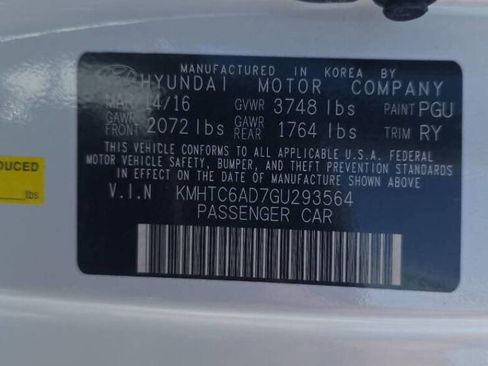 MANUFACTURED IN KOREA BY
HYUNDAI MOTOR COMPANY
MAR/14/16 GVWR 3748 lbs PAINT PGU
GAWR FRONT 2072 lbs GAWR REAR 1764 lbs TRIM RY
THIS VEHICLE CONFORMS TO ALL APPLICABLE U.S.A. FEDERAL
MOTOR VEHICLE SAFETY, BUMPER, AND THEFT PREVENTION STANDARDS
IN EFFECT ON THE DATE OF MANUFACTURE SHOWN ABOVE.
V.I.N KMHTC6AD7GU293564
PASSENGER CAR
DUCED
lbs